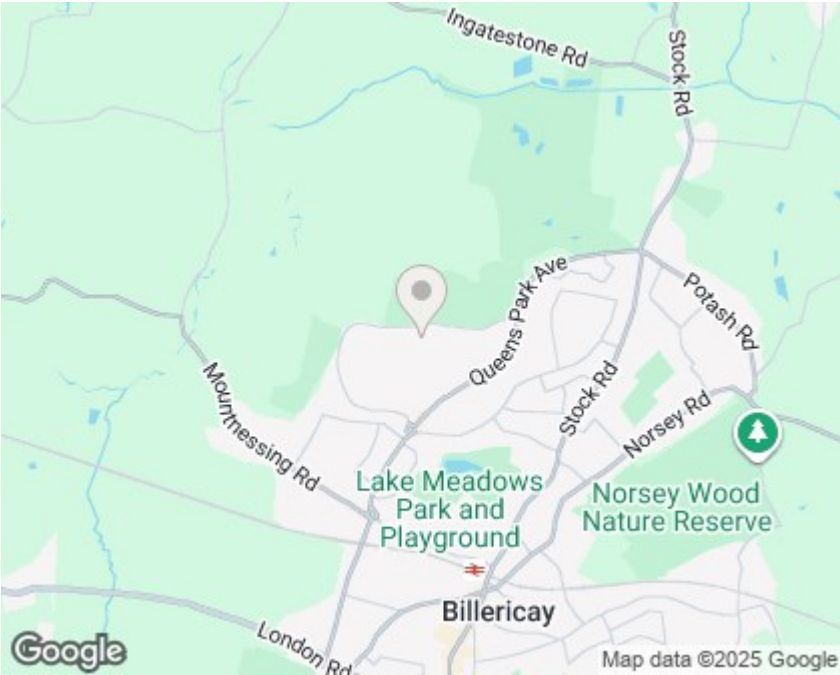 Ingatestone Rd
Stock Rd
Queens Park Ave
Potash Rd
Mountnessing Rd
Stock Rd
Norsey Rd
Lake Meadows
Park and
Playground
Norsey Wood
Nature Reserve
Billericay
London Rd
Google
Map data ©2025 Google